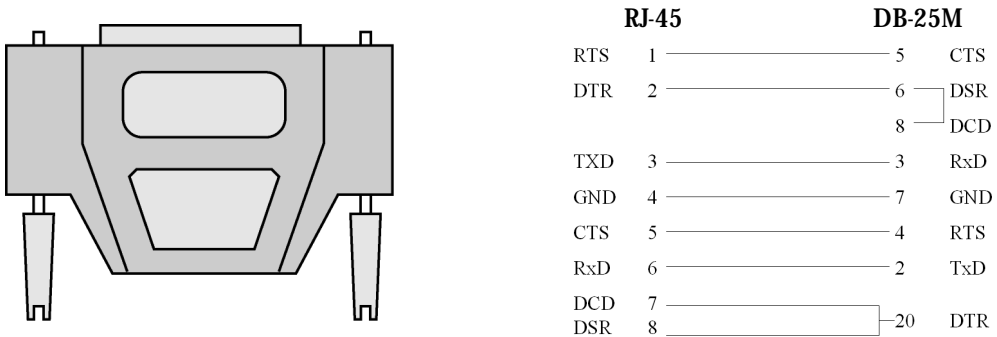 RJ-45 DB-25M
RTS 1 5 CTS
DTR 2 6 DSR
8 DCD
TXD 3 3 RxD
GND 4 7 GND
CTS 5 4 RTS
RxD 6 2 TxD
DCD 7
20 DTR
DSR 8